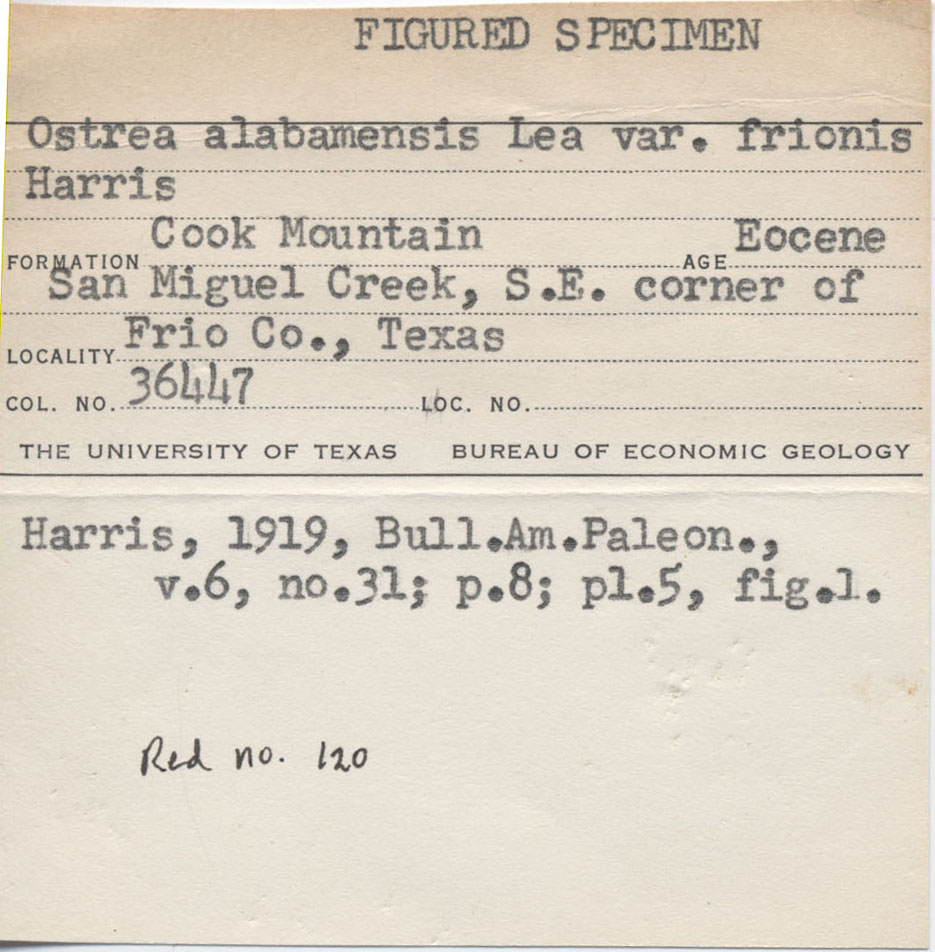 FIGURED SPECIMEN
Ostrea alabamensis Lea var. frionis
Harris
FORMATION Cook Mountain AGE Eocene
San Miguel Creek, S.E. corner of
LOCALITY Frio Co., Texas
COL. NO. 36447 LOC. NO.
THE UNIVERSITY OF TEXAS BUREAU OF ECONOMIC GEOLOGY
Harris, 1919, Bull.Am.Paleon.,
v.6, no.31; p.8; pl.5, fig.1.
Red no. 120